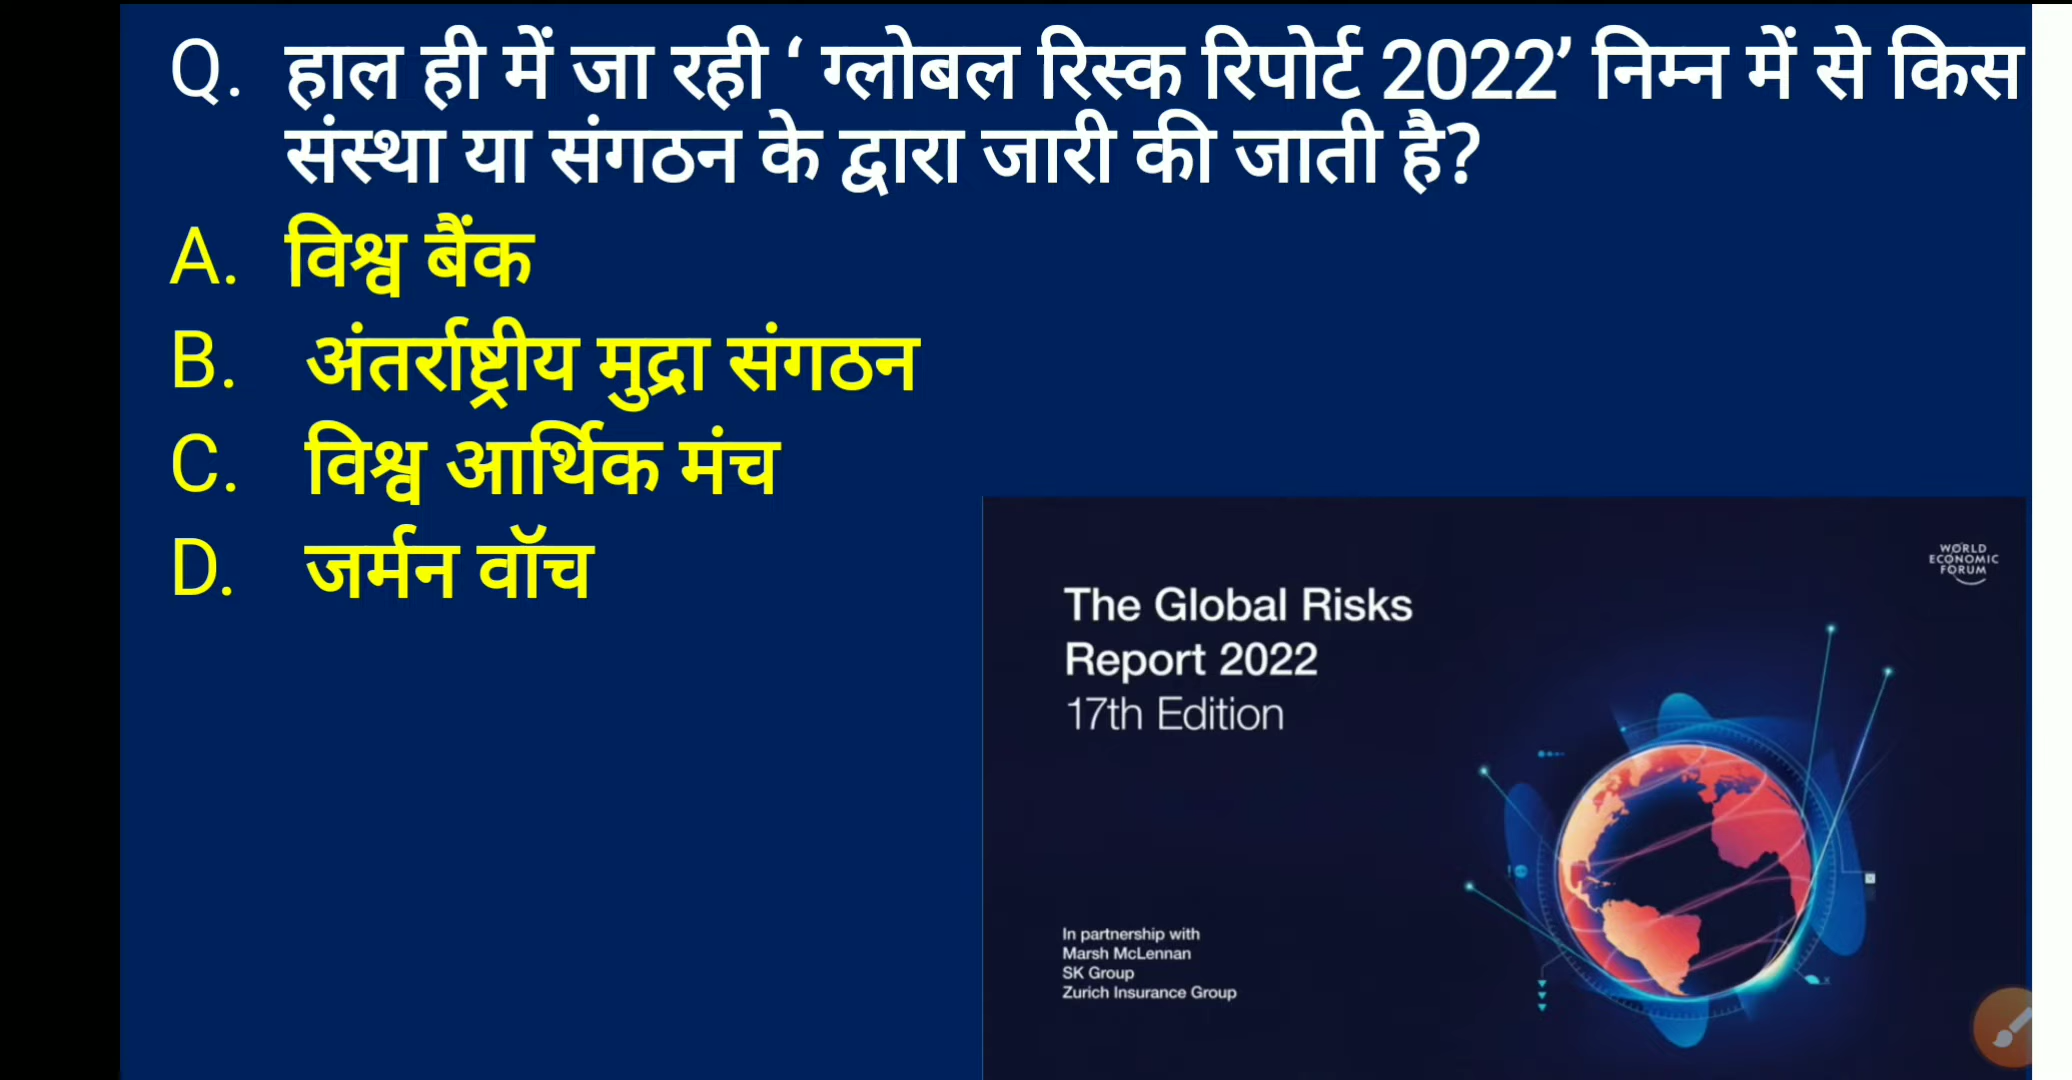 Q. हाल ही में जा रही ‘ ग्लोबल रिस्क रिपोर्ट 2022’ निम्न में से किस
संस्था या संगठन के द्वारा जारी की जाती है?
A. विश्व बैंक
B. अंतर्राष्ट्रीय मुद्रा संगठन
C. विश्व आर्थिक मंच
D. जर्मन वॉच
WORLD
ECONOMIC
FORUM
The Global Risks
Report 2022
17th Edition
In partnership with
Marsh McLennan
SK Group
Zurich Insurance Group